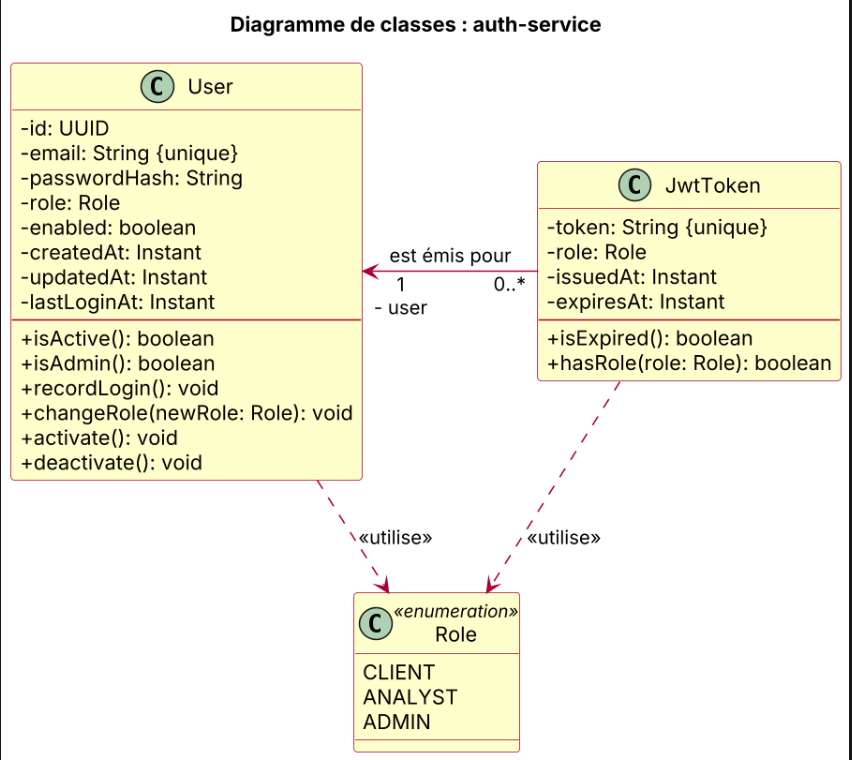 Diagramme de classes : auth-service
C User
-id: UUID
-email: String {unique}
-passwordHash: String
-role: Role
-enabled: boolean
-createdAt: Instant
-updatedAt: Instant
-lastLoginAt: Instant
+isActive(): boolean
+isAdmin(): boolean
+recordLogin(): void
+changeRole(newRole: Role): void
+activate(): void
+deactivate(): void
est émis pour
1
0..*
- user
C JwtToken
-token: String {unique}
-role: Role
-issuedAt: Instant
-expiresAt: Instant
+isExpired(): boolean
+hasRole(role: Role): boolean
«utilise»
«utilise»
C «enumeration»
Role
CLIENT
ANALYST
ADMIN